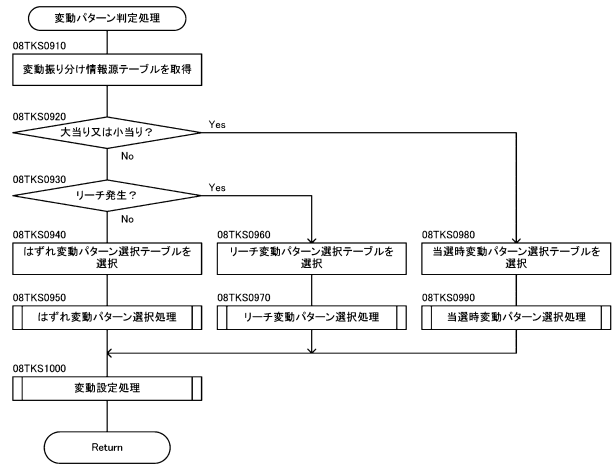 変動パターン判定処理
08TKS0910
変動振り分け情報源テーブルを取得
08TKS0920
大当り又は小当り？
Yes
No
08TKS0930
リーチ発生？
Yes
No
08TKS0940
はずれ変動パターン選択テーブルを
選択
08TKS0960
リーチ変動パターン選択テーブルを
選択
08TKS0980
当選時変動パターン選択テーブルを
選択
08TKS0950
はずれ変動パターン選択処理
08TKS0970
リーチ変動パターン選択処理
08TKS0990
当選時変動パターン選択処理
08TKS1000
変動設定処理
Return